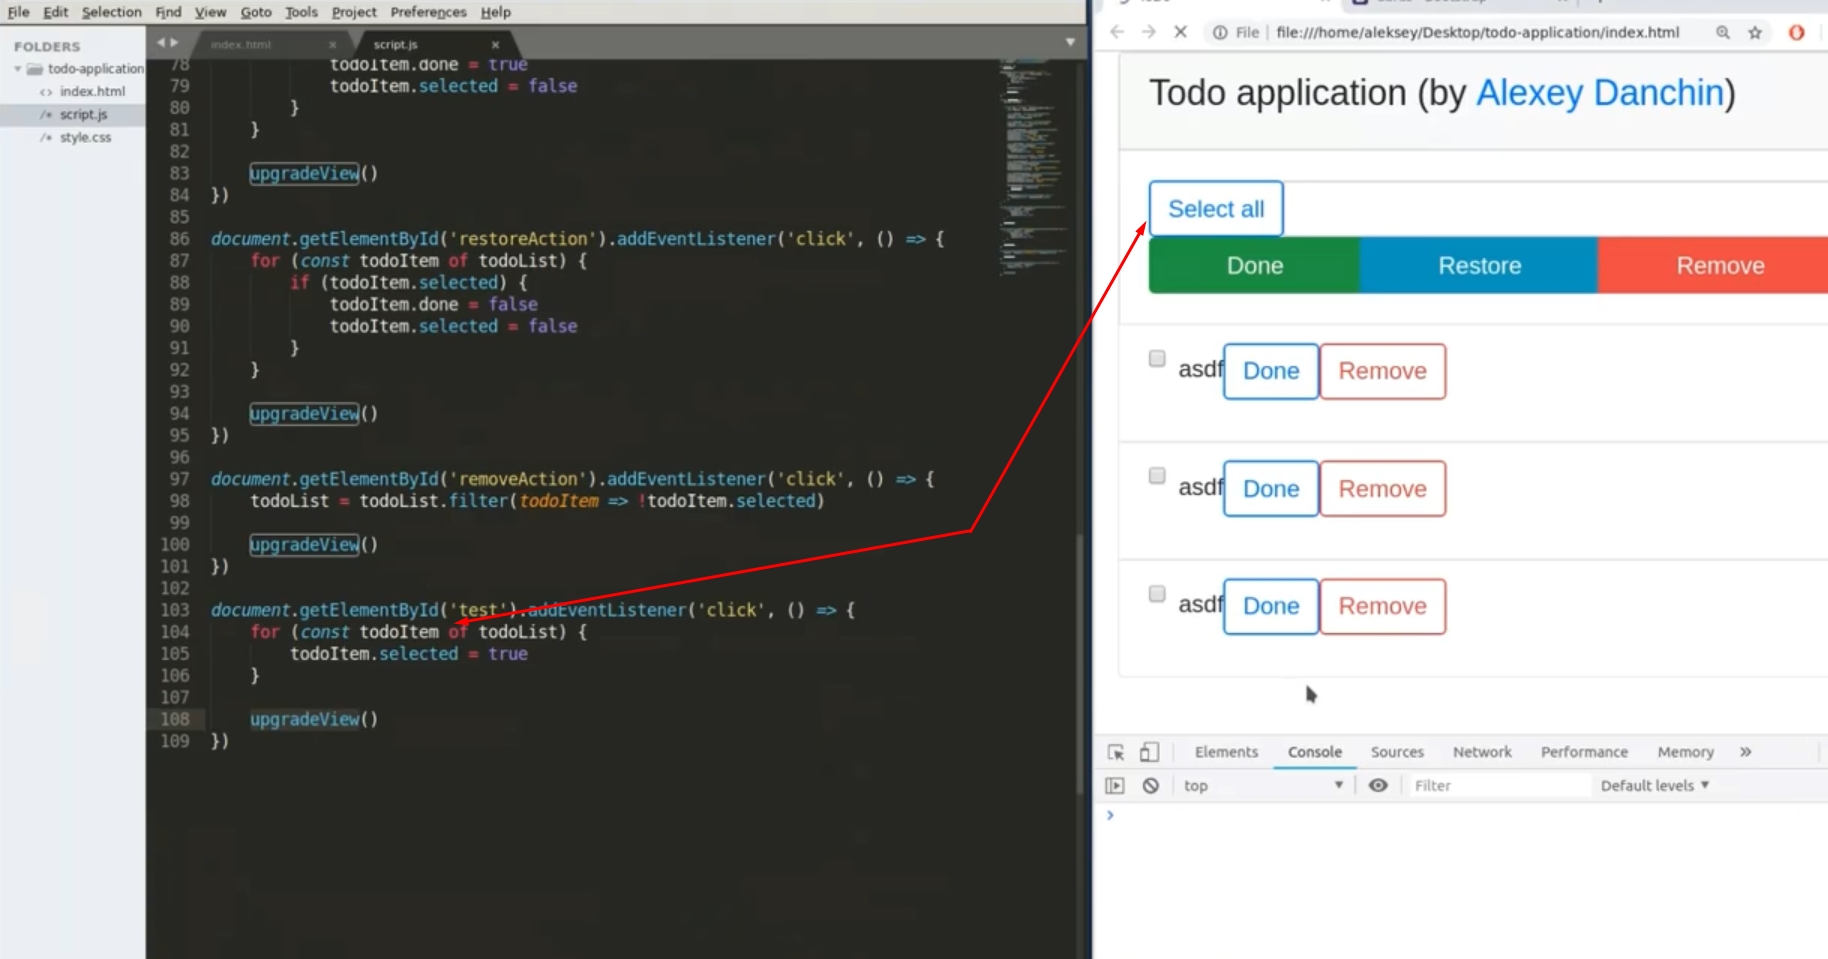 File Edit Selection Find View Goto Tools Project Preferences Help
FOLDERS
todo-application
<> index.html
/* script.js
/* style.css
index.html ×
script.js ×
78 todoItem.done = true
79 todoItem.selected = false
80 }
81 }
82
83 upgradeView()
84 })
85
86 document.getElementById('restoreAction').addEventListener('click', () => {
87 for (const todoItem of todoList) {
88 if (todoItem.selected) {
89 todoItem.done = false
90 todoItem.selected = false
91 }
92 }
93
94 upgradeView()
95 })
96
97 document.getElementById('removeAction').addEventListener('click', () => {
98 todoList = todoList.filter(todoItem => !todoItem.selected)
99
100 upgradeView()
101 })
102
103 document.getElementById('test').addEventListener('click', () => {
104 for (const todoItem of todoList) {
105 todoItem.selected = true
106 }
107
108 upgradeView()
109 })
File file:///home/aleksey/Desktop/todo-application/index.html
Todo application (by Alexey Danchin)
Select all
Done Restore Remove
asdf Done Remove
asdf Done Remove
asdf Done Remove
Elements Console Sources Network Performance Memory »
top Filter Default levels